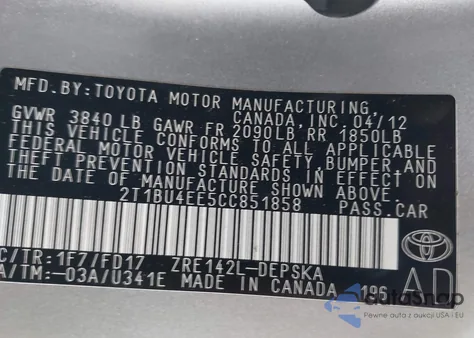 MFD. BY: TOYOTA MOTOR MANUFACTURING
CANADA, INC. 04/12
GVWR 3840 LB GAWR FR 2090LB RR 1850LB
THIS VEHICLE CONFORMS TO ALL APPLICABLE
FEDERAL MOTOR VEHICLE SAFETY, BUMPER, AND
THEFT PREVENTION STANDARDS IN EFFECT ON
THE DATE OF MANUFACTURE SHOWN ABOVE.
2T1BU4EE5CC851858 PASS. CAR
C/TR: 1F7/FD17 ZRE142L-DEPSKA
A/TM:-03A/U341E MADE IN CANADA 196
AD
autosnap
Pewne auta z USA i EU